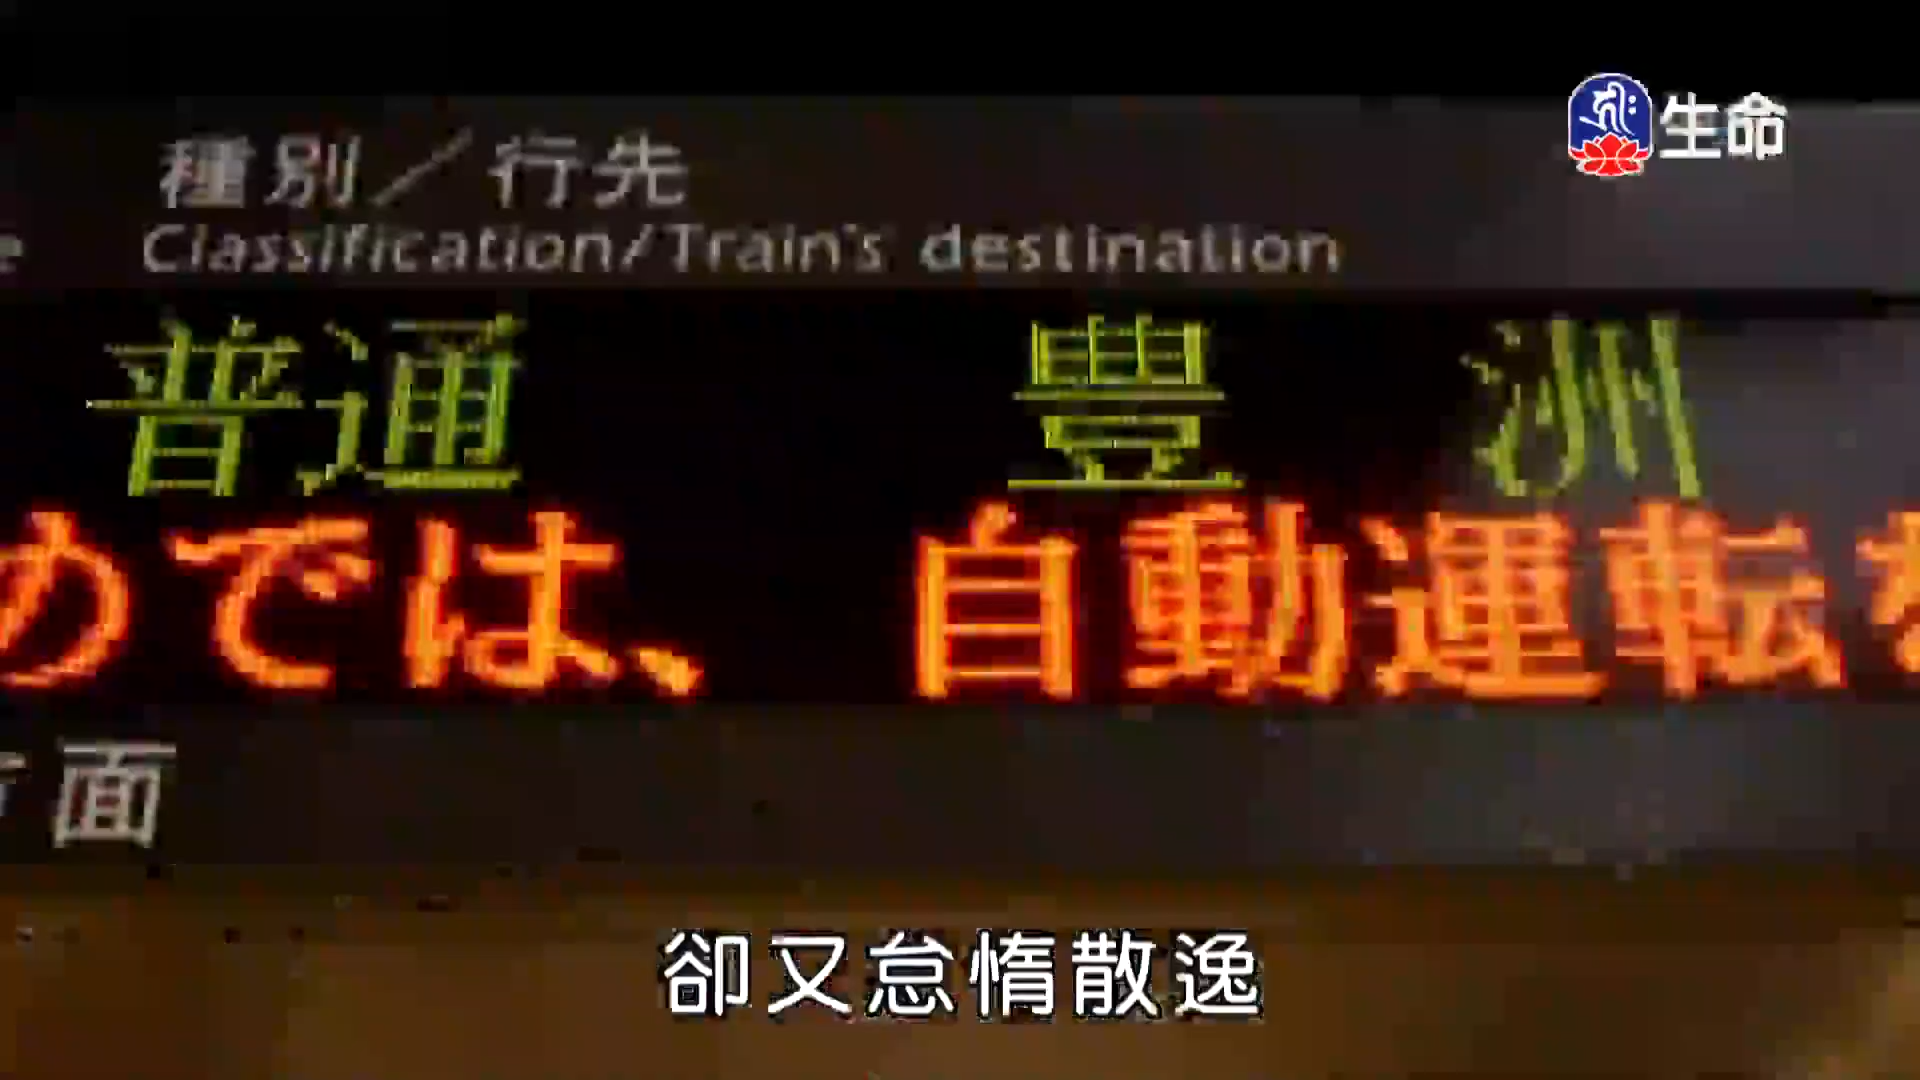 生命
種別／行先
Classification/Train's destination
普通 豊洲
では、 自動運転
面
卻又怠惰散逸